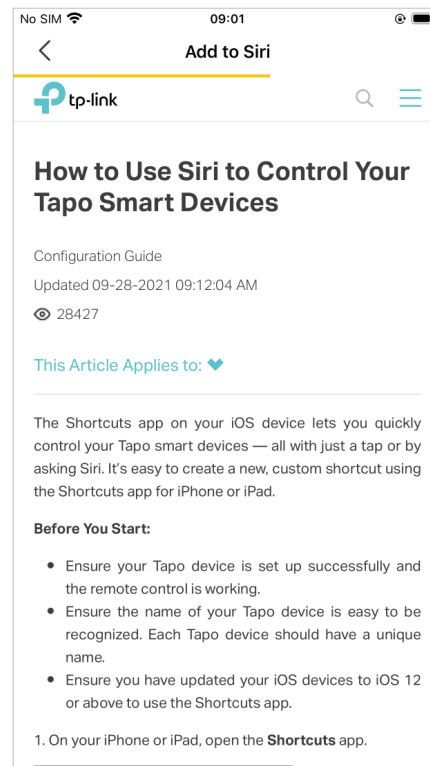 No SIM 09:01
Add to Siri
tp-link
How to Use Siri to Control Your
Tapo Smart Devices
Configuration Guide
Updated 09-28-2021 09:12:04 AM
28427
This Article Applies to:
The Shortcuts app on your iOS device lets you quickly
control your Tapo smart devices — all with just a tap or by
asking Siri. It's easy to create a new, custom shortcut using
the Shortcuts app for iPhone or iPad.
Before You Start:
• Ensure your Tapo device is set up successfully and
the remote control is working.
• Ensure the name of your Tapo device is easy to be
recognized. Each Tapo device should have a unique
name.
• Ensure you have updated your iOS devices to iOS 12
or above to use the Shortcuts app.
1. On your iPhone or iPad, open the Shortcuts app.